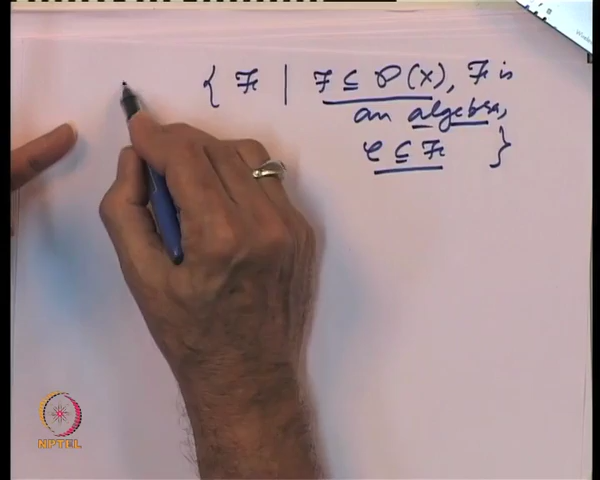 { 𝓕 | 𝓕 ⊆ 𝒫(X), 𝓕 is
an algebra,
𝒞 ⊆ 𝓕 }
NPTEL